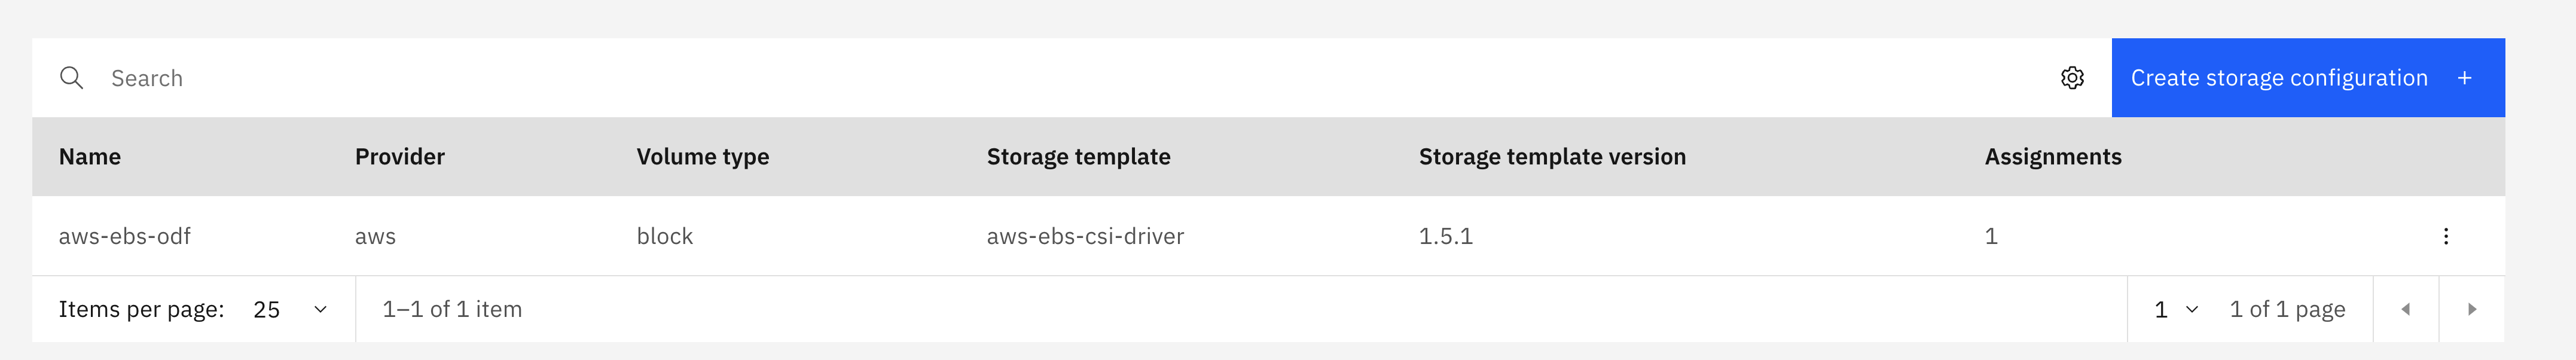 Search Create storage configuration +
Name Provider Volume type Storage template Storage template version Assignments
aws-ebs-odf aws block aws-ebs-csi-driver 1.5.1 1
Items per page: 25 1–1 of 1 item 1 1 of 1 page